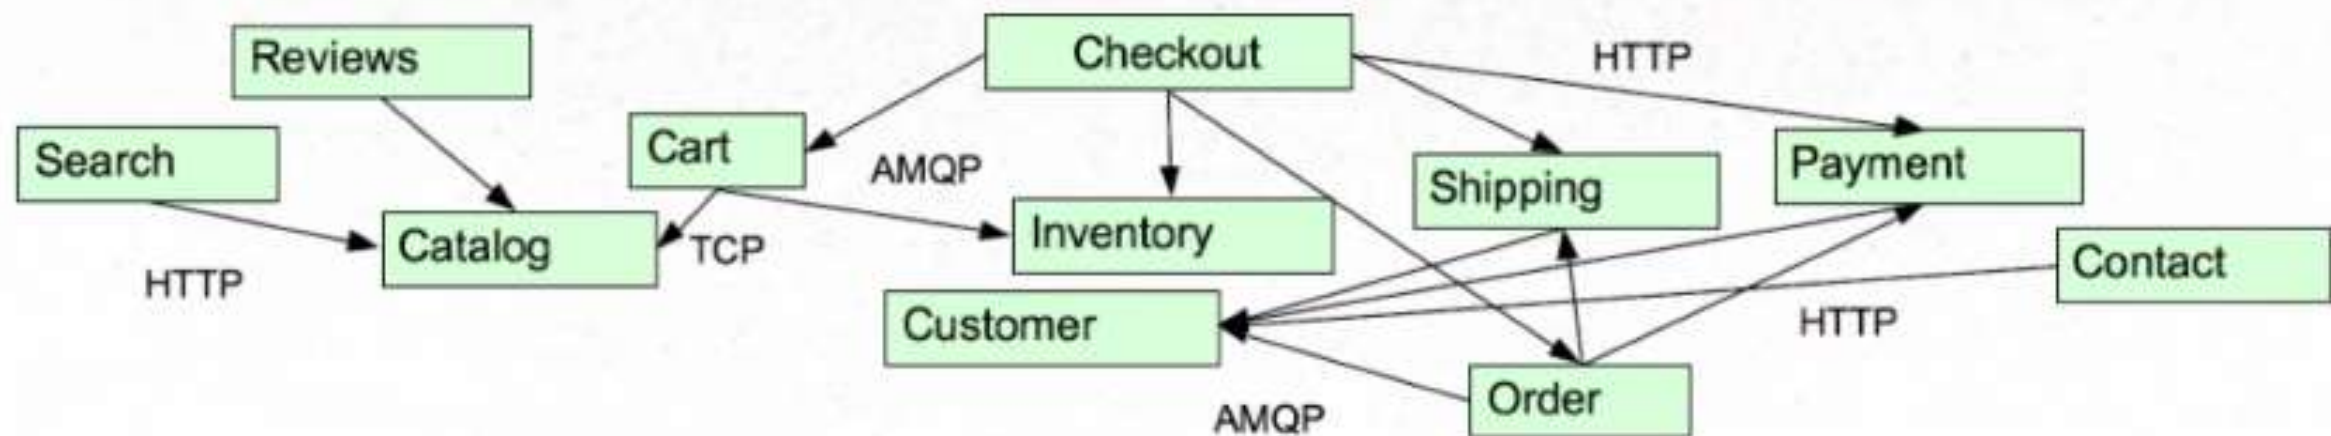 Reviews
Checkout
HTTP
Search
Cart
AMQP
Shipping
Payment
Catalog
TCP
Inventory
Contact
HTTP
Customer
HTTP
Order
AMQP